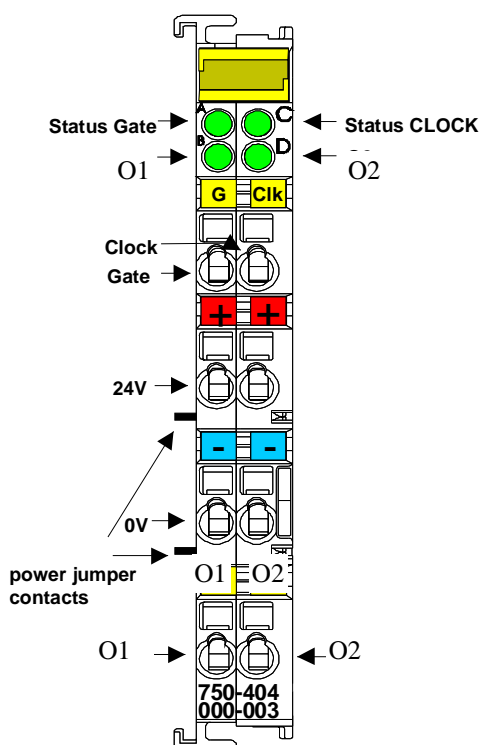 A
C
Status Gate
Status CLOCK
B
D
O1
O2
G
Clk
Clock
Gate
+
+
24V
-
-
0V
power jumper
contacts
O1
O2
O1
O2
750-404
000-003